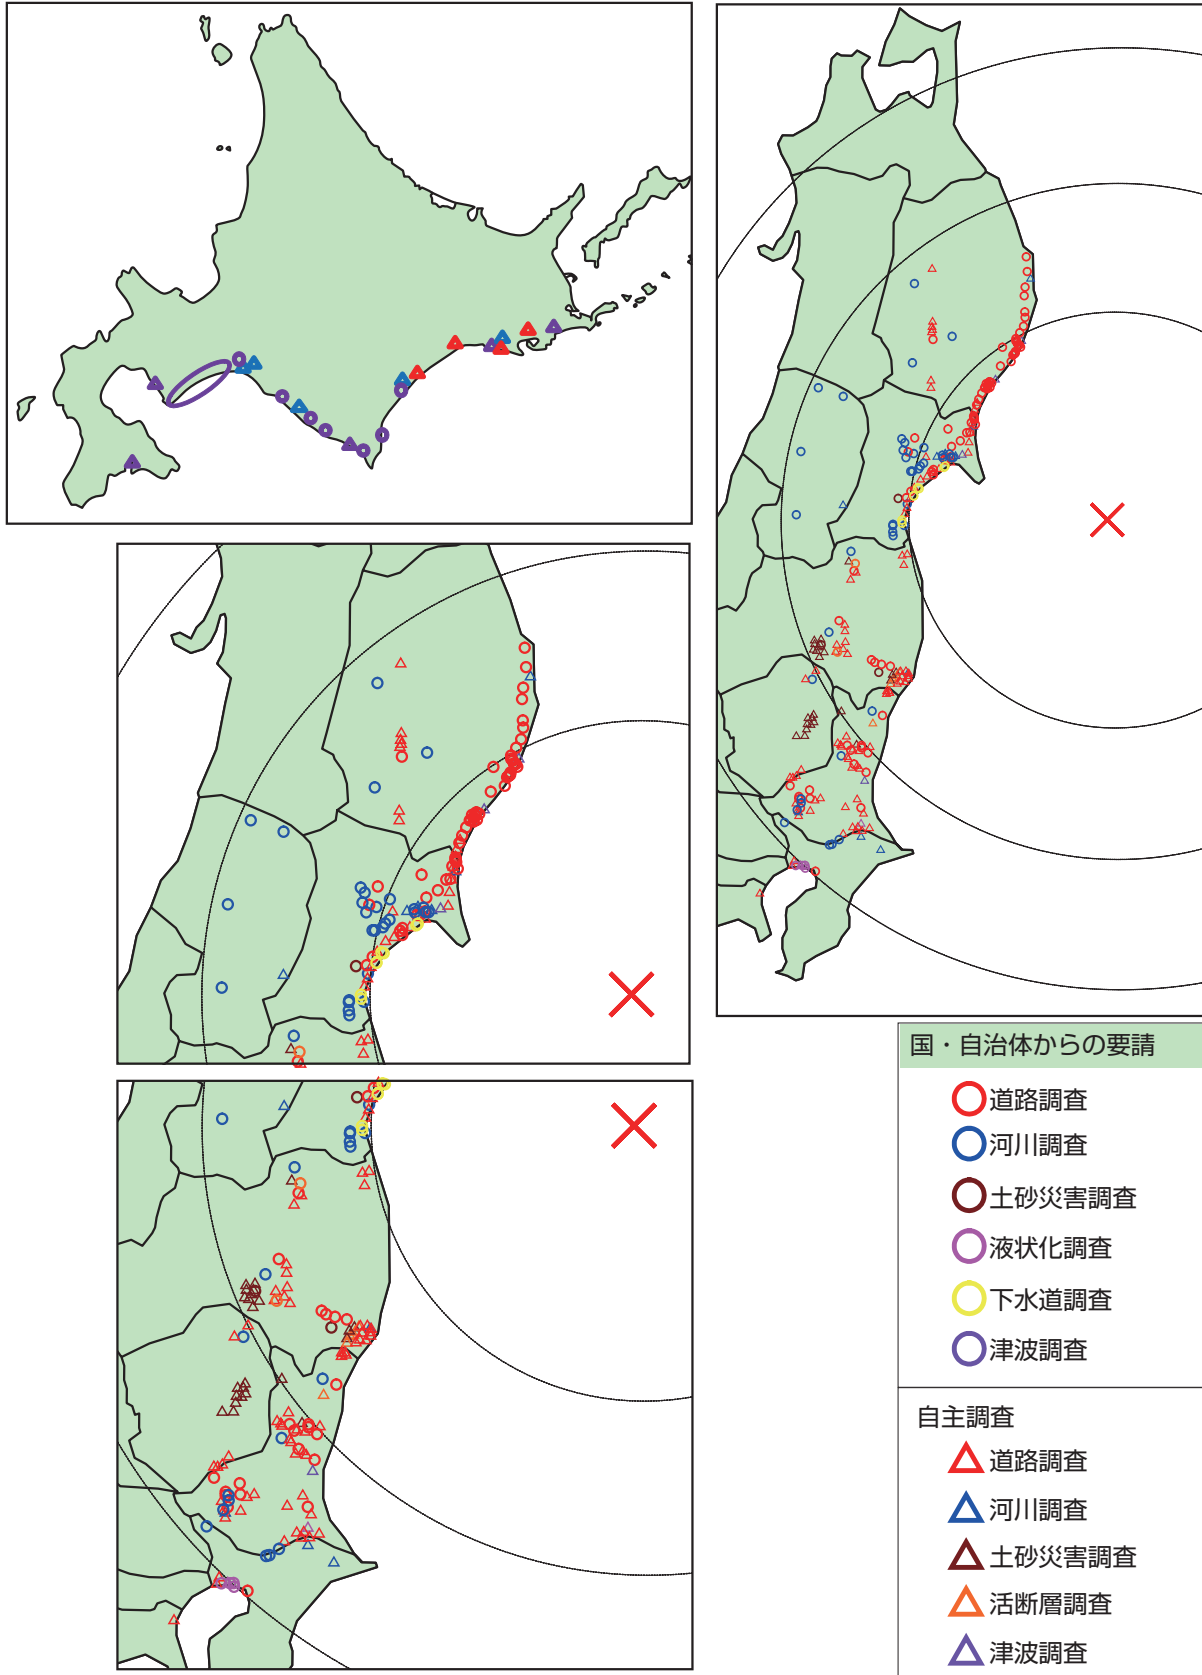 国・自治体からの要請
道路調査
河川調査
土砂災害調査
液状化調査
下水道調査
津波調査
自主調査
道路調査
河川調査
土砂災害調査
活断層調査
津波調査